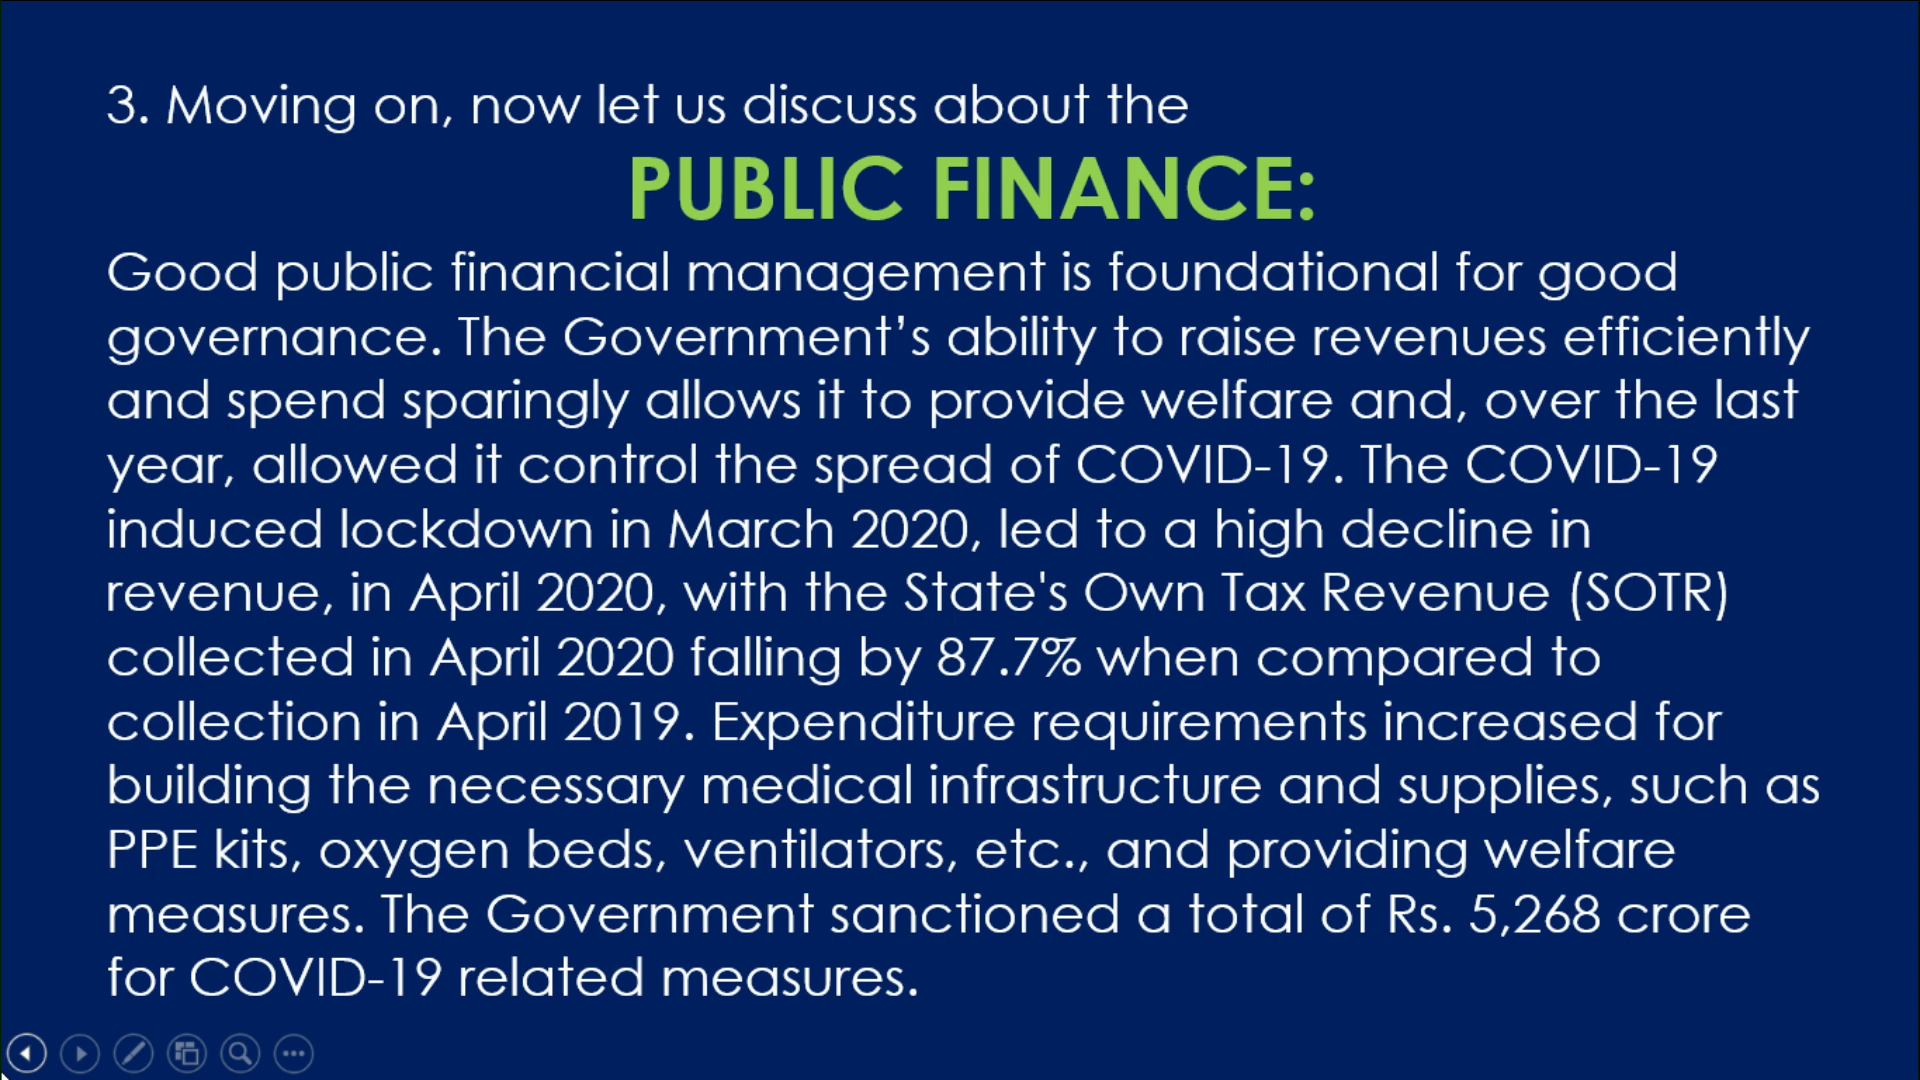 3. Moving on, now let us discuss about the
PUBLIC FINANCE:
Good public financial management is foundational for good
governance. The Government’s ability to raise revenues efficiently
and spend sparingly allows it to provide welfare and, over the last
year, allowed it control the spread of COVID-19. The COVID-19
induced lockdown in March 2020, led to a high decline in
revenue, in April 2020, with the State's Own Tax Revenue (SOTR)
collected in April 2020 falling by 87.7% when compared to
collection in April 2019. Expenditure requirements increased for
building the necessary medical infrastructure and supplies, such as
PPE kits, oxygen beds, ventilators, etc., and providing welfare
measures. The Government sanctioned a total of Rs. 5,268 crore
for COVID-19 related measures.